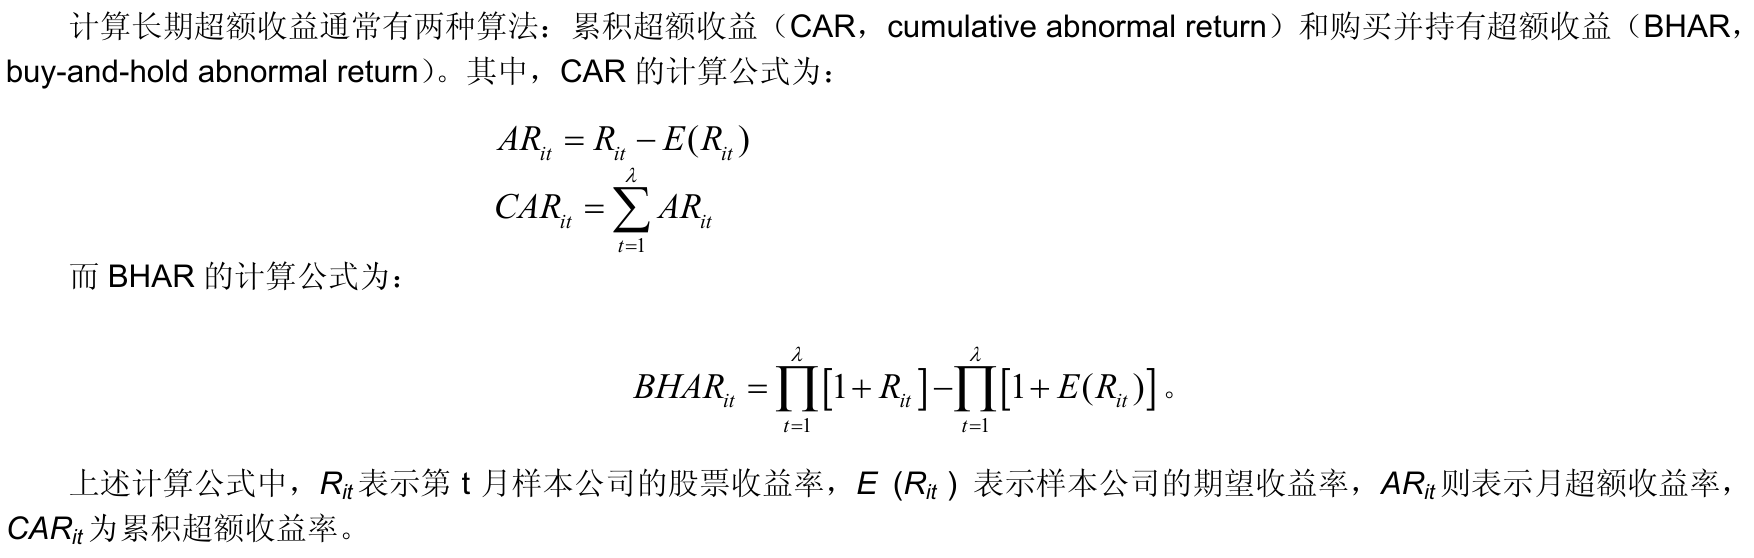 计算长期超额收益通常有两种算法：累积超额收益（CAR，cumulative abnormal return）和购买并持有超额收益（BHAR，
buy-and-hold abnormal return）。其中，CAR 的计算公式为：
$AR_{it} = R_{it} - E(R_{it})$
$CAR_{it} = \sum_{t=1}^{\lambda} AR_{it}$
而 BHAR 的计算公式为：
$BHAR_{it} = \prod_{t=1}^{\lambda} [1 + R_{it}] - \prod_{t=1}^{\lambda} [1 + E(R_{it})]$。
上述计算公式中，$R_{it}$表示第 t 月样本公司的股票收益率，$E (R_{it} )$ 表示样本公司的期望收益率，$AR_{it}$则表示月超额收益率，
$CAR_{it}$为累积超额收益率。